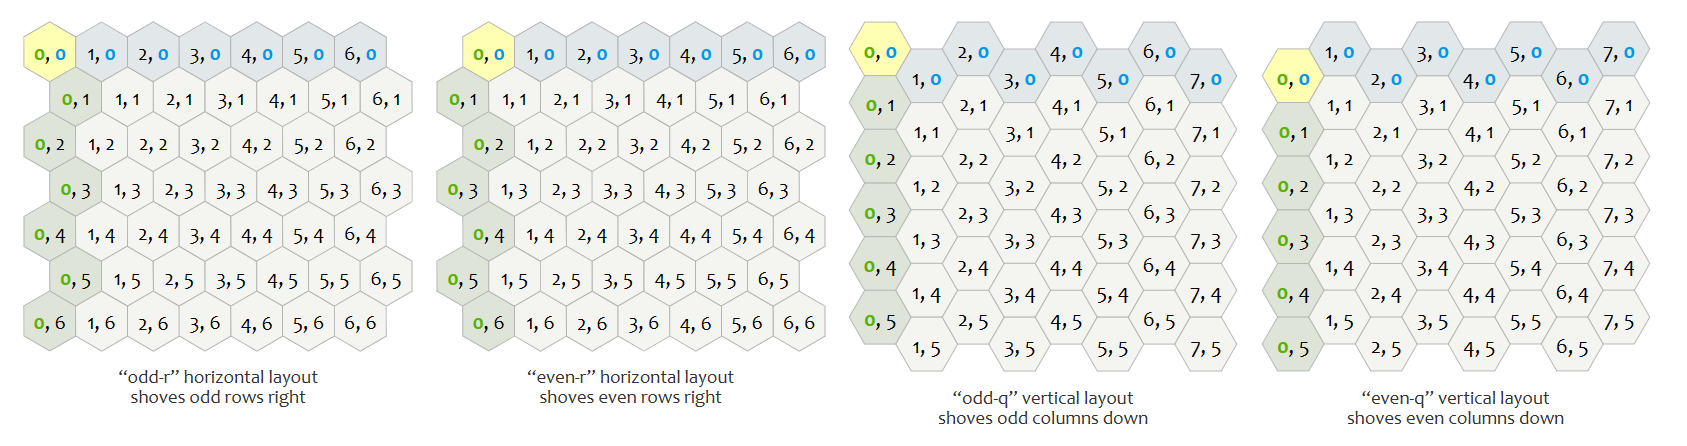 0, 0 1, 0 2, 0 3, 0 4, 0 5, 0 6, 0
0, 1 1, 1 2, 1 3, 1 4, 1 5, 1 6, 1
0, 2 1, 2 2, 2 3, 2 4, 2 5, 2 6, 2
0, 3 1, 3 2, 3 3, 3 4, 3 5, 3 6, 3
0, 4 1, 4 2, 4 3, 4 4, 4 5, 4 6, 4
0, 5 1, 5 2, 5 3, 5 4, 5 5, 5 6, 5
0, 6 1, 6 2, 6 3, 6 4, 6 5, 6 6, 6
“odd-r” horizontal layout
shoves odd rows right
0, 0 1, 0 2, 0 3, 0 4, 0 5, 0 6, 0
0, 1 1, 1 2, 1 3, 1 4, 1 5, 1 6, 1
0, 2 1, 2 2, 2 3, 2 4, 2 5, 2 6, 2
0, 3 1, 3 2, 3 3, 3 4, 3 5, 3 6, 3
0, 4 1, 4 2, 4 3, 4 4, 4 5, 4 6, 4
0, 5 1, 5 2, 5 3, 5 4, 5 5, 5 6, 5
0, 6 1, 6 2, 6 3, 6 4, 6 5, 6 6, 6
“even-r” horizontal layout
shoves even rows right
0, 0 2, 0 4, 0 6, 0
1, 0 3, 0 5, 0 7, 0
0, 1 2, 1 4, 1 6, 1
1, 1 3, 1 5, 1 7, 1
0, 2 2, 2 4, 2 6, 2
1, 2 3, 2 5, 2 7, 2
0, 3 2, 3 4, 3 6, 3
1, 3 3, 3 5, 3 7, 3
0, 4 2, 4 4, 4 6, 4
1, 4 3, 4 5, 4 7, 4
0, 5 2, 5 4, 5 6, 5
1, 5 3, 5 5, 5 7, 5
“odd-q” vertical layout
shoves odd columns down
1, 0 3, 0 5, 0 7, 0
0, 0 2, 0 4, 0 6, 0
1, 1 3, 1 5, 1 7, 1
0, 1 2, 1 4, 1 6, 1
1, 2 3, 2 5, 2 7, 2
0, 2 2, 2 4, 2 6, 2
1, 3 3, 3 5, 3 7, 3
0, 3 2, 3 4, 3 6, 3
1, 4 3, 4 5, 4 7, 4
0, 4 2, 4 4, 4 6, 4
1, 5 3, 5 5, 5 7, 5
0, 5 2, 5 4, 5 6, 5
“even-q” vertical layout
shoves even columns down